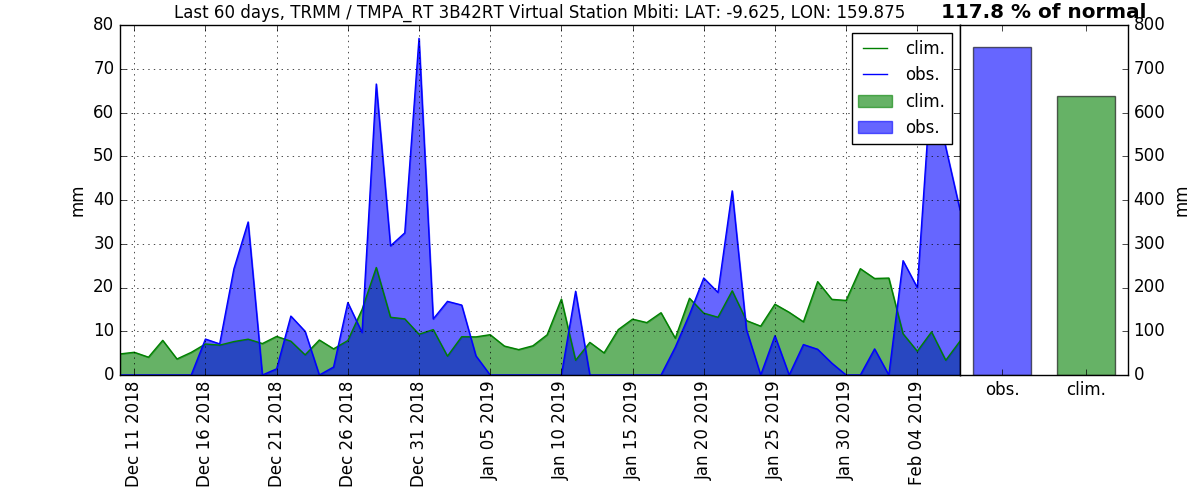 Last 60 days, TRMM / TMPA_RT 3B42RT Virtual Station Mbiti: LAT: -9.625, LON: 159.875
117.8 % of normal
80
70
60
50
40
30
20
10
0
mm
clim.
obs.
clim.
obs.
Dec 11 2018
Dec 16 2018
Dec 21 2018
Dec 26 2018
Dec 31 2018
Jan 05 2019
Jan 10 2019
Jan 15 2019
Jan 20 2019
Jan 25 2019
Jan 30 2019
Feb 04 2019
800
700
600
500
400
300
200
100
0
mm
obs.
clim.